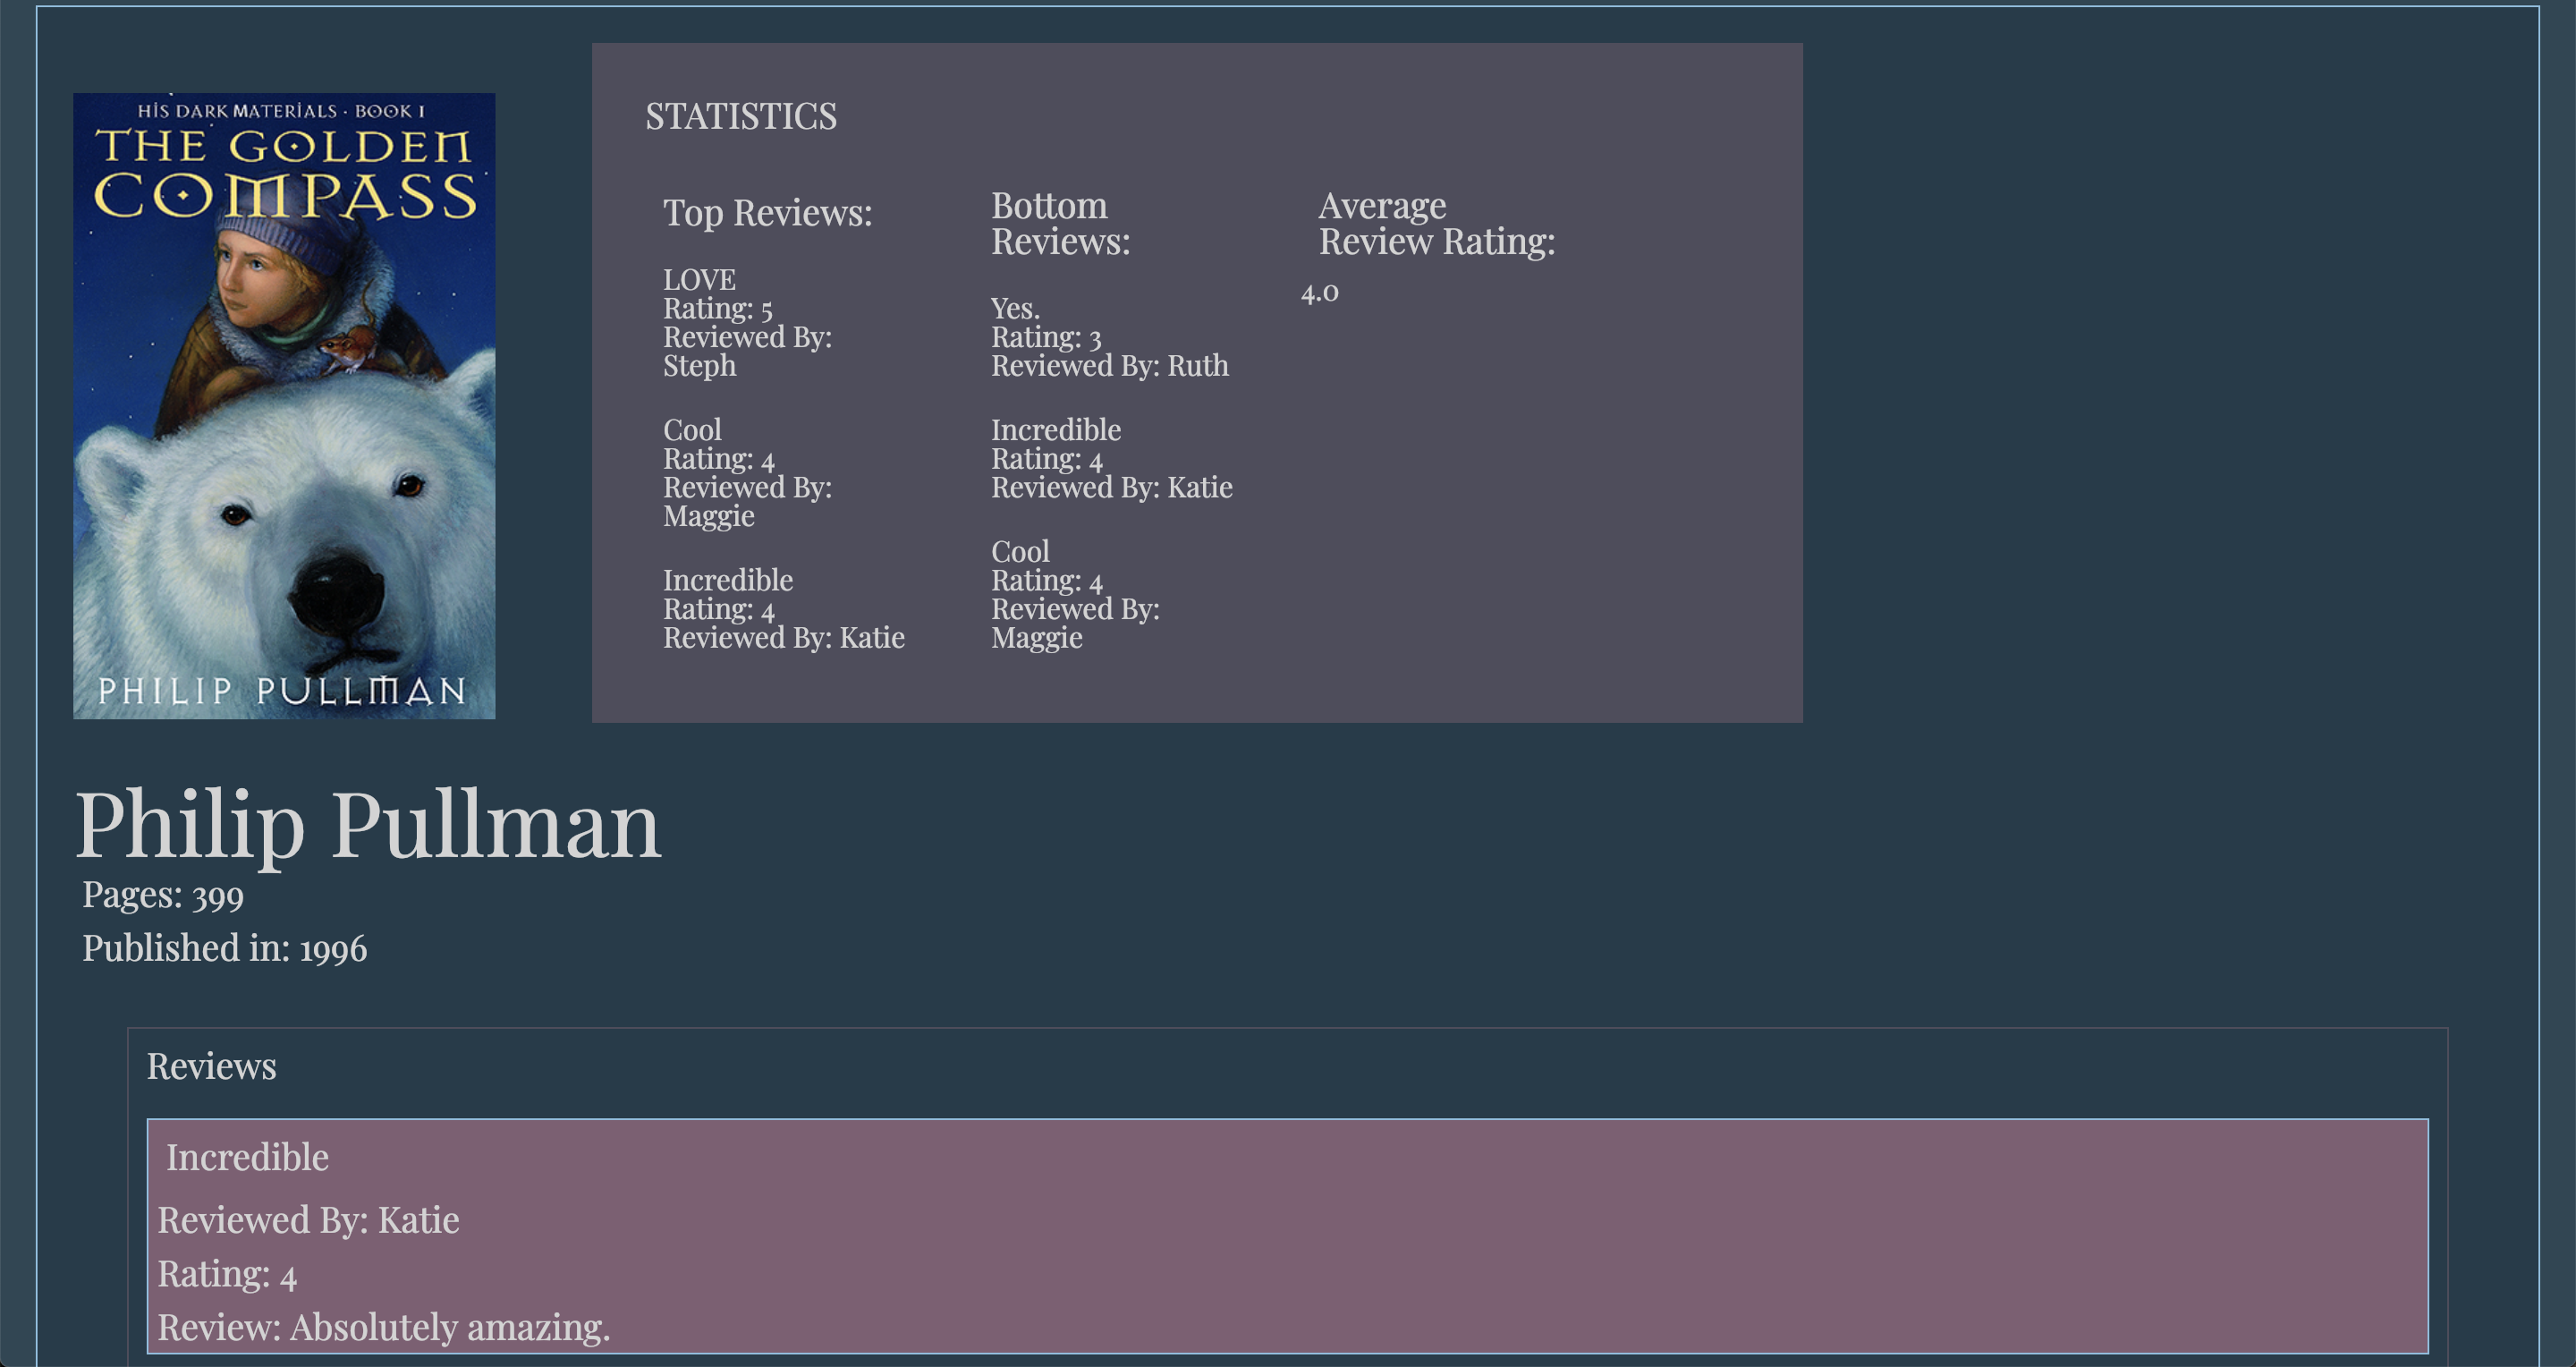 HIS DARK MATERIALS · BOOK I
THE GOLDEN
COMPASS
PHILIP PULLMAN
STATISTICS
Top Reviews:
LOVE
Rating: 5
Reviewed By:
Steph
Cool
Rating: 4
Reviewed By:
Maggie
Incredible
Rating: 4
Reviewed By: Katie
Bottom
Reviews:
Yes.
Rating: 3
Reviewed By: Ruth
Incredible
Rating: 4
Reviewed By: Katie
Cool
Rating: 4
Reviewed By:
Maggie
Average
Review Rating:
4.0
Philip Pullman
Pages: 399
Published in: 1996
Reviews
Incredible
Reviewed By: Katie
Rating: 4
Review: Absolutely amazing.